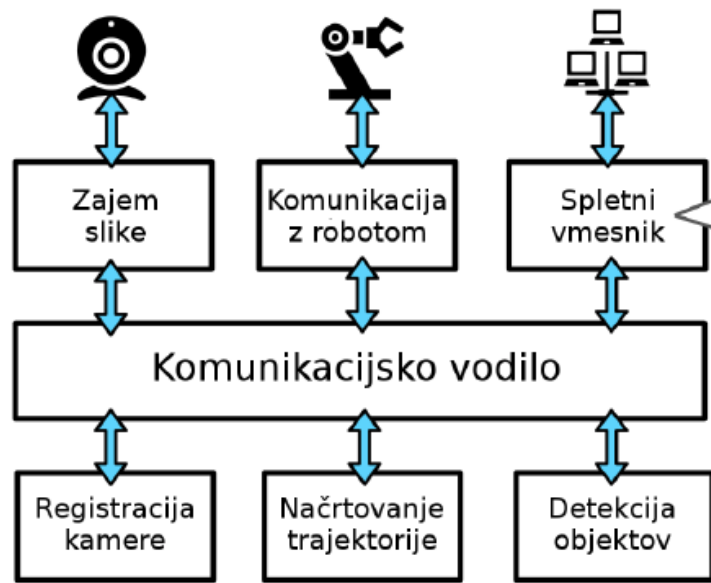 Zajem
slike
Komunikacija
z robotom
Spletni
vmesnik
Komunikacijsko vodilo
Registracija
kamere
Načrtovanje
trajektorije
Detekcija
objektov